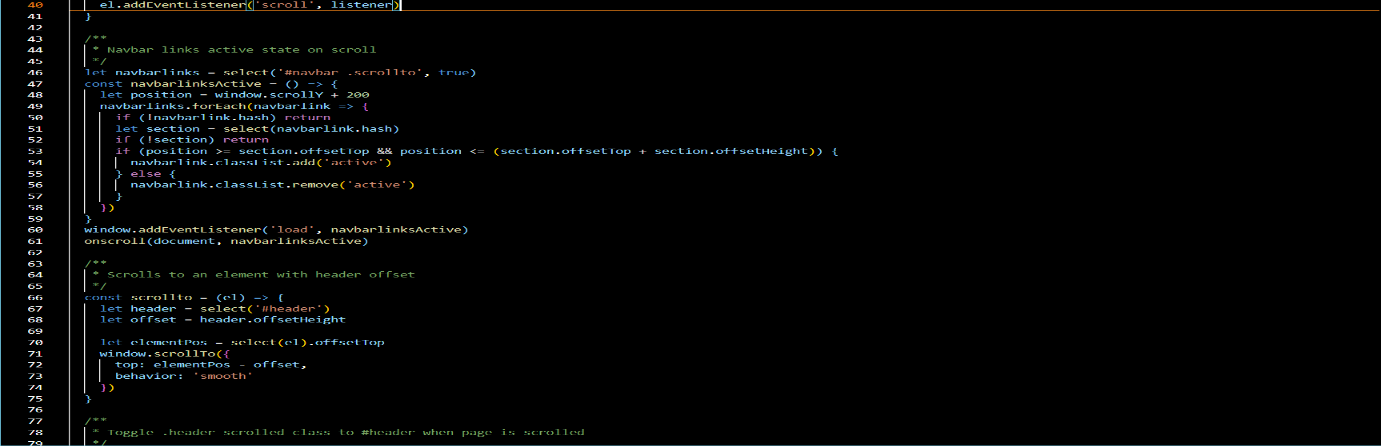 40 el.addEventListener('scroll', listener)
41 }
42
43 /**
44 * Navbar links active state on scroll
45 */
46 let navbarlinks = select('#navbar .scrollto', true)
47 const navbarlinksActive = () => {
48 let position = window.scrollY + 200
49 navbarlinks.forEach(navbarlink => {
50 if (!navbarlink.hash) return
51 let section = select(navbarlink.hash)
52 if (!section) return
53 if (position >= section.offsetTop && position <= (section.offsetTop + section.offsetHeight)) {
54 navbarlink.classList.add('active')
55 } else {
56 navbarlink.classList.remove('active')
57 }
58 })
59 }
60 window.addEventListener('load', navbarlinksActive)
61 onscroll(document, navbarlinksActive)
62
63 /**
64 * Scrolls to an element with header offset
65 */
66 const scrollto = (el) => {
67 let header = select('#header')
68 let offset = header.offsetHeight
69
70 let elementPos = select(el).offsetTop
71 window.scrollTo({
72 top: elementPos - offset,
73 behavior: 'smooth'
74 })
75 }
76
77 /**
78 * Toggle .header-scrolled class to #header when page is scrolled
79 */